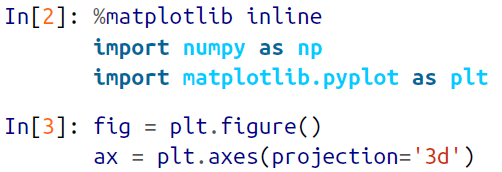 In[2]: %matplotlib inline
import numpy as np
import matplotlib.pyplot as plt
In[3]: fig = plt.figure()
ax = plt.axes(projection='3d')